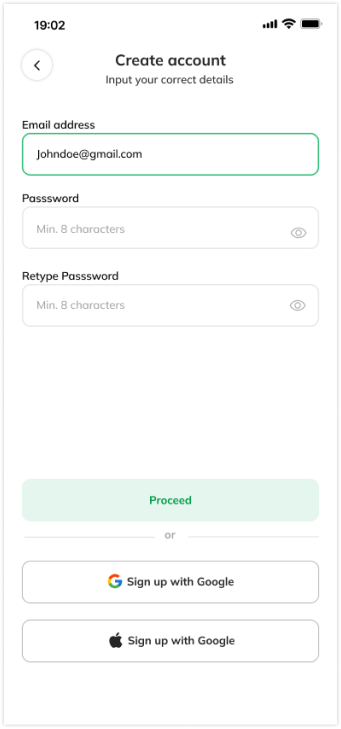 19:02
Create account
Input your correct details
Email address
Johndoe@gmail.com
Passsword
Min. 8 characters
Retype Passsword
Min. 8 characters
Proceed
or
Sign up with Google
Sign up with Google